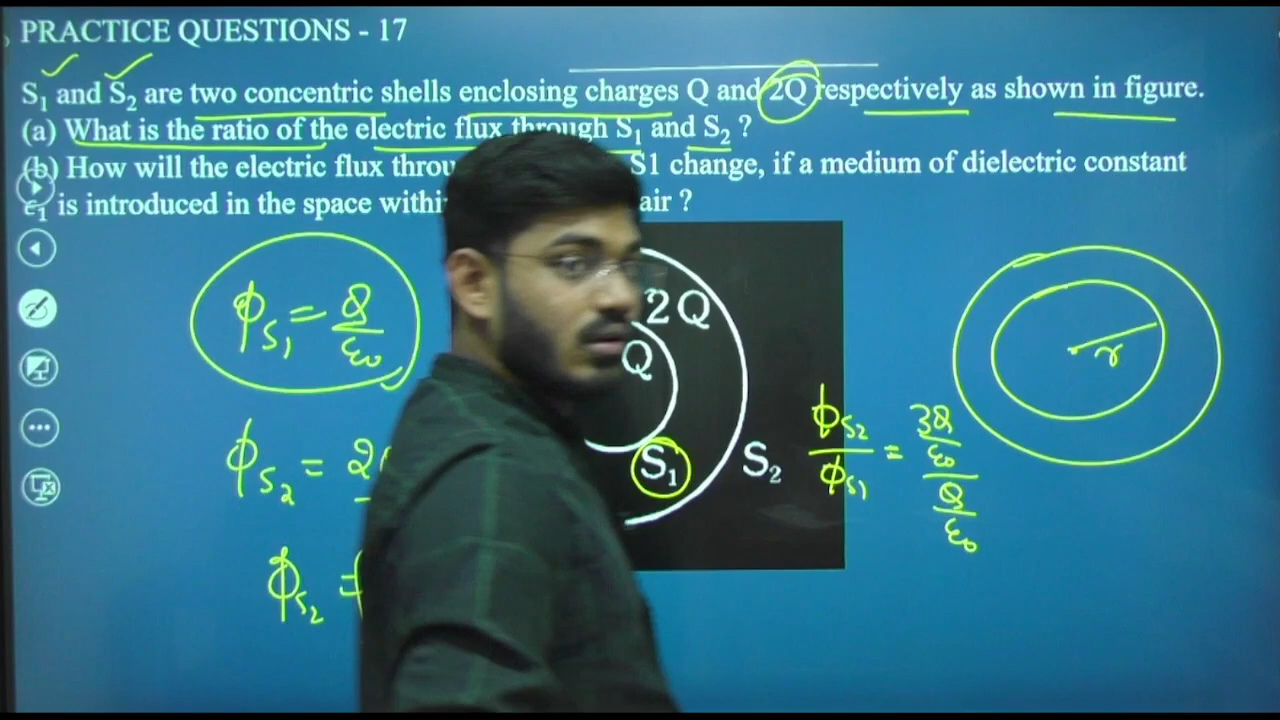 PRACTICE QUESTIONS - 17
S₁ and S₂ are two concentric shells enclosing charges Q and 2Q respectively as shown in figure.
(a) What is the ratio of the electric flux through S₁ and S₂ ?
(b) How will the electric flux S1 change, if a medium of dielectric constant
ε₁ is introduced in the space air ?
ϕS₁ = Q/ε₀
ϕS₂ =
ϕS₂ =
2Q
Q
S₁
S₂
ϕS₂/ϕS₁ = 3Q/ε₀ / Q/ε₀
r